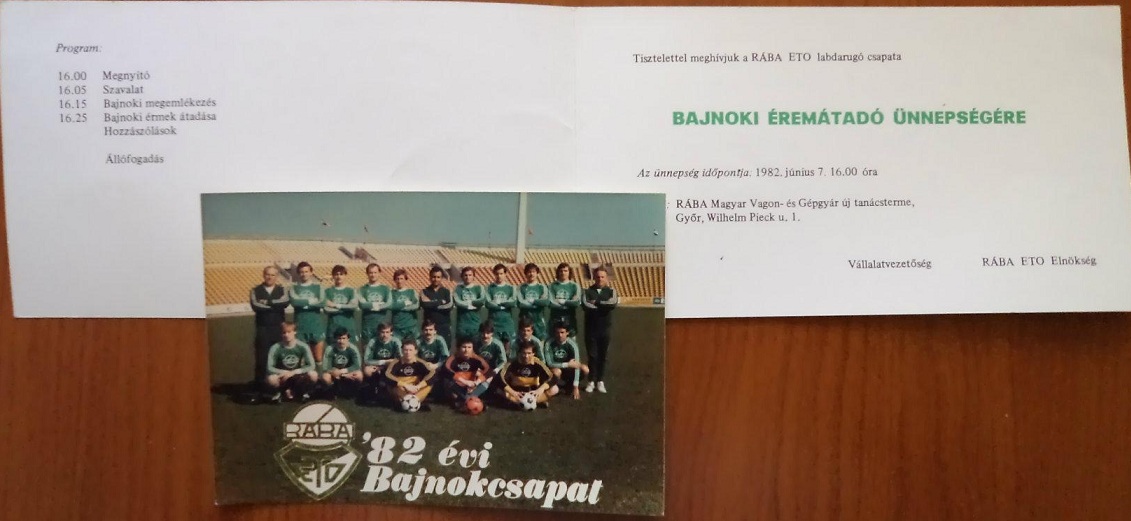 Program:
16.00 Megnyitó
16.05 Szavalat
16.15 Bajnoki megemlékezés
16.25 Bajnoki érmek átadása
Hozzászólások
Állófogadás
Tisztelettel meghívjuk a RÁBA ETO labdarugó csapata
BAJNOKI ÉREMÁTADÓ ÜNNEPSÉGÉRE
Az ünnepség időpontja: 1982. június 7. 16.00 óra
: RÁBA Magyar Vagon- és Gépgyár új tanácsterme,
Győr, Wilhelm Pieck u. 1.
Vállalatvezetőség RÁBA ETO Elnökség
RÁBA
ETO
'82 évi
Bajnokcsapat